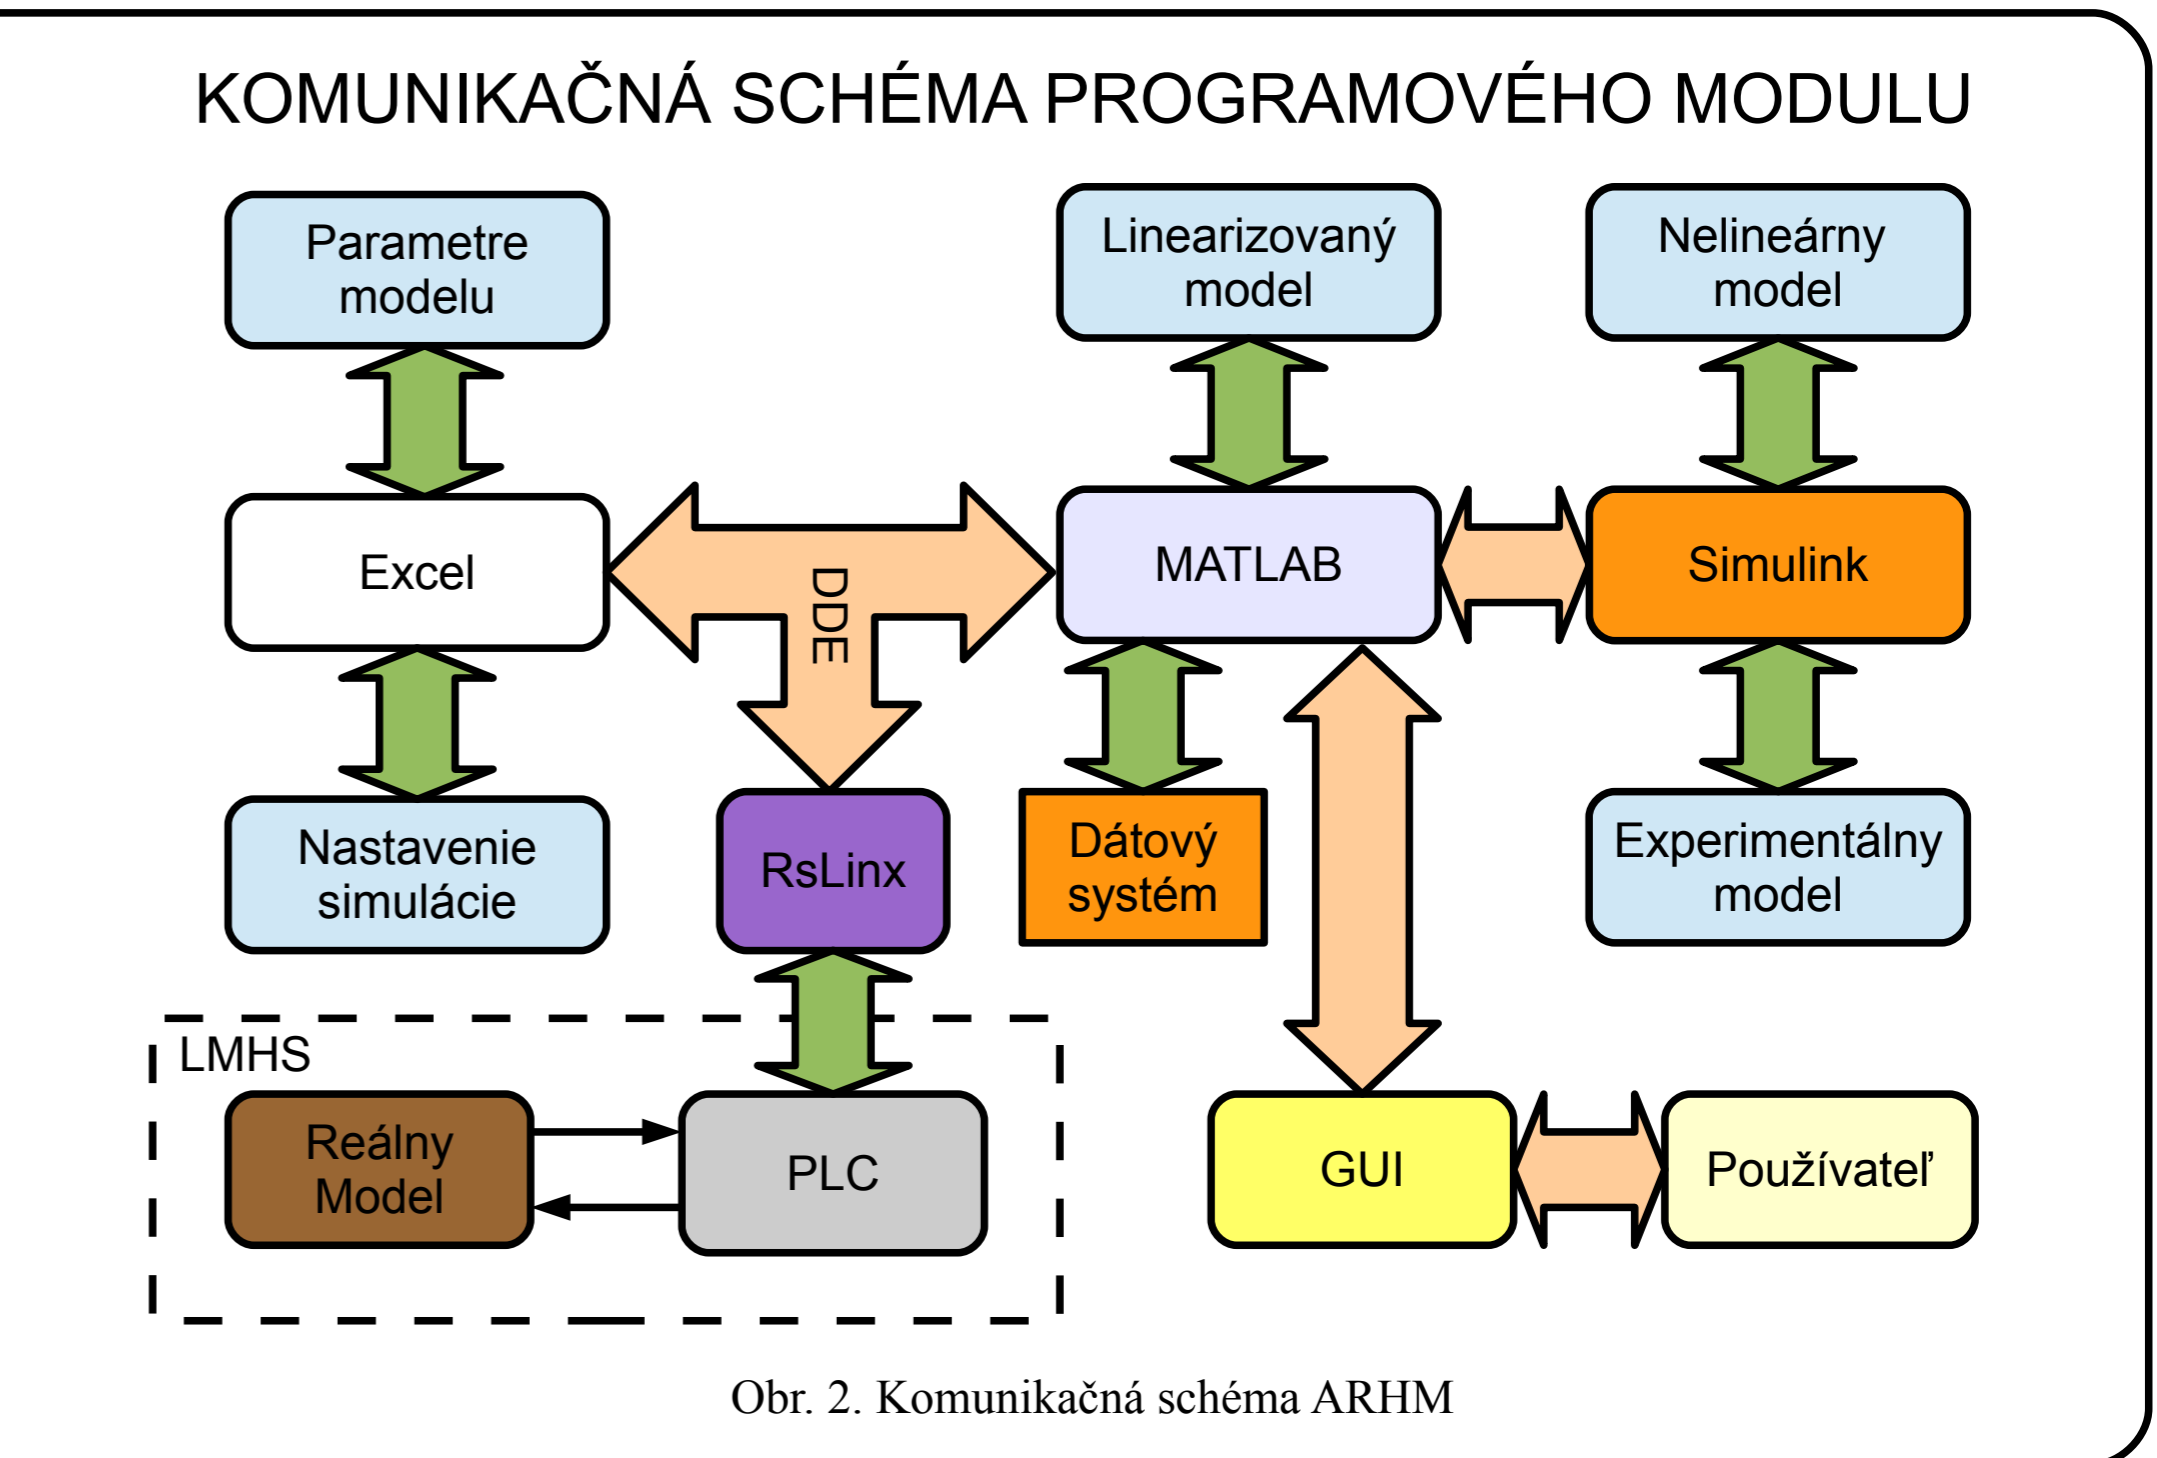 KOMUNIKAČNÁ SCHÉMA PROGRAMOVÉHO MODULU
Parametre
modelu
Linearizovaný
model
Nelineárny
model
Excel
DDE
MATLAB
Simulink
Nastavenie
simulácie
RsLinx
Dátový
systém
Experimentálny
model
LMHS
Reálny
Model
PLC
GUI
Používateľ
Obr. 2. Komunikačná schéma ARHM